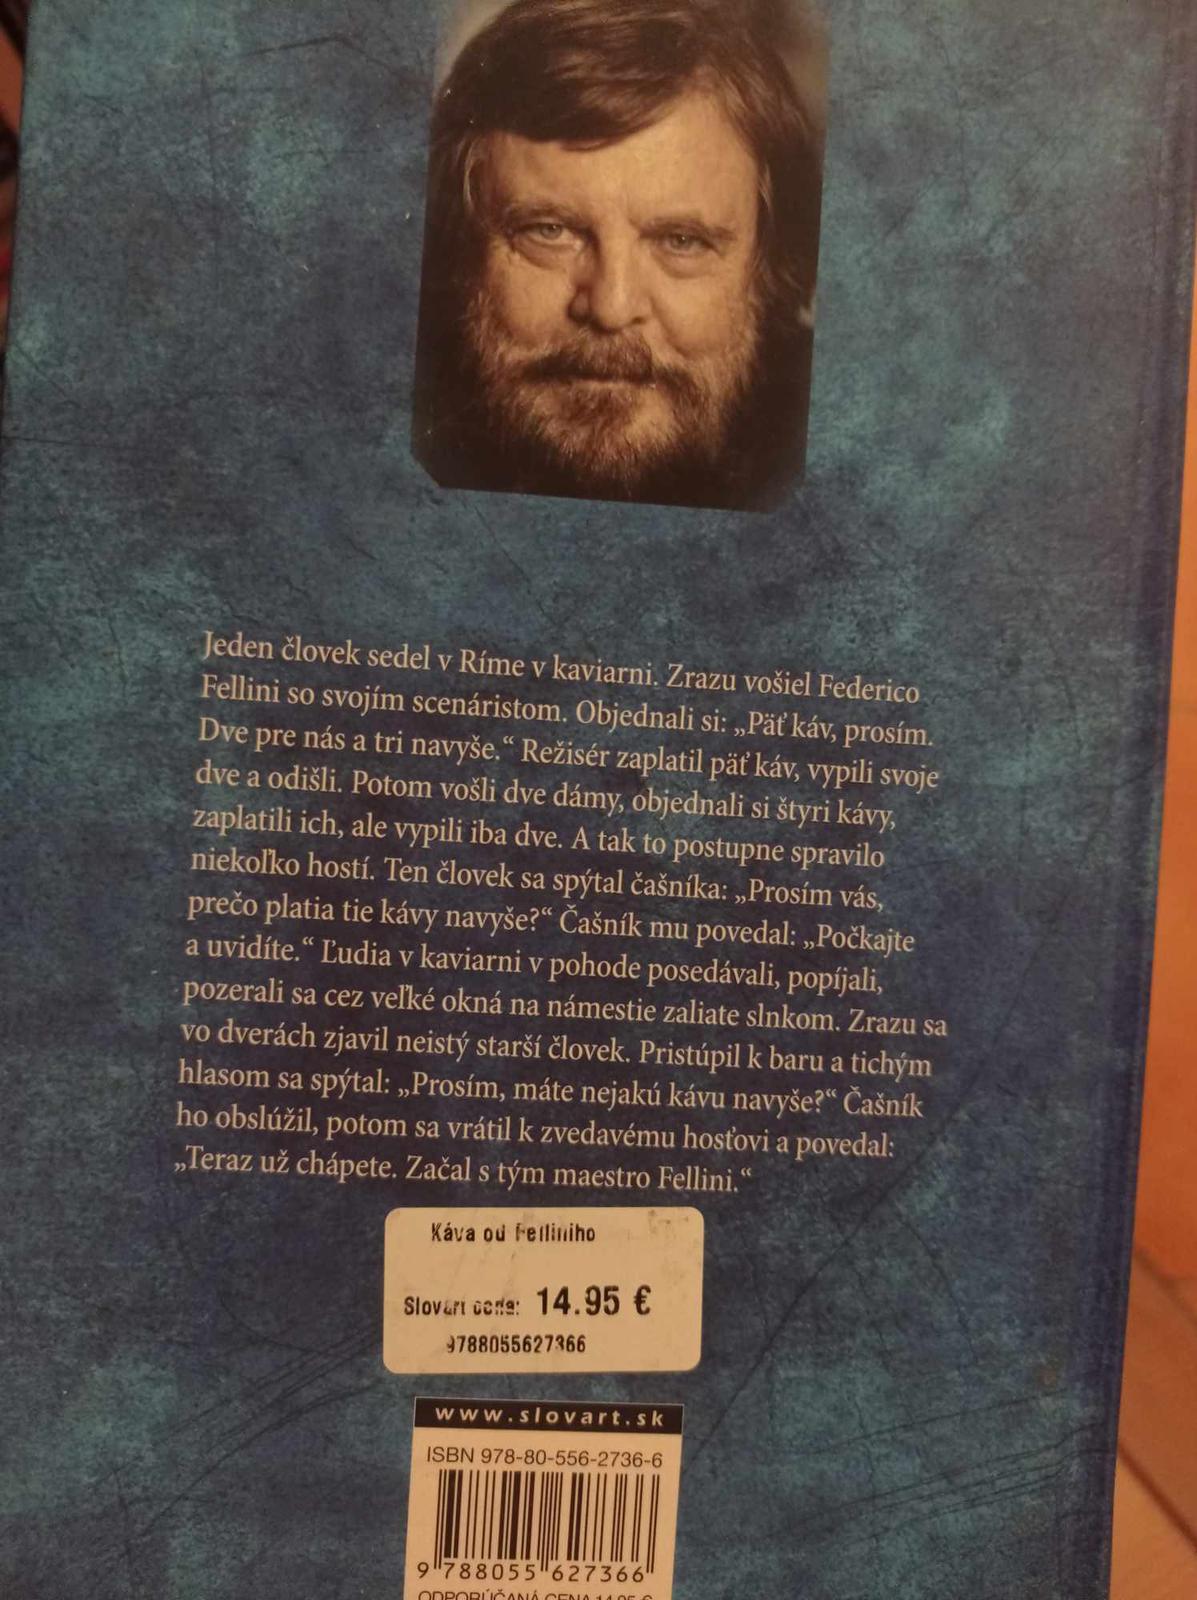 Jeden človek sedel v Ríme v kaviarni. Zrazu vošiel Federico
Fellini so svojím scenáristom. Objednali si: „Päť káv, prosím.
Dve pre nás a tri navyše.“ Režisér zaplatil päť káv, vypili svoje
dve a odišli. Potom vošli dve dámy, objednali si štyri kávy,
zaplatili ich, ale vypili iba dve. A tak to postupne spravilo
niekoľko hostí. Ten človek sa spýtal čašníka: „Prosím vás,
prečo platia tie kávy navyše?“ Čašník mu povedal: „Počkajte
a uvidíte.“ Ľudia v kaviarni v pohode posedávali, popíjali,
pozerali sa cez veľké okná na námestie zaliate slnkom. Zrazu sa
vo dverách zjavil neistý starší človek. Pristúpil k baru a tichým
hlasom sa spýtal: „Prosím, máte nejakú kávu navyše?“ Čašník
ho obslúžil, potom sa vrátil k zvedavému hosťovi a povedal:
„Teraz už chápete. Začal s tým maestro Fellini.“
Káva od Felliniho
Slovart cena: 14.95 €
9788055627366
www.slovart.sk
ISBN 978-80-556-2736-6
9 788055 627366
ODPORÚČANÁ CENA 14,95 €